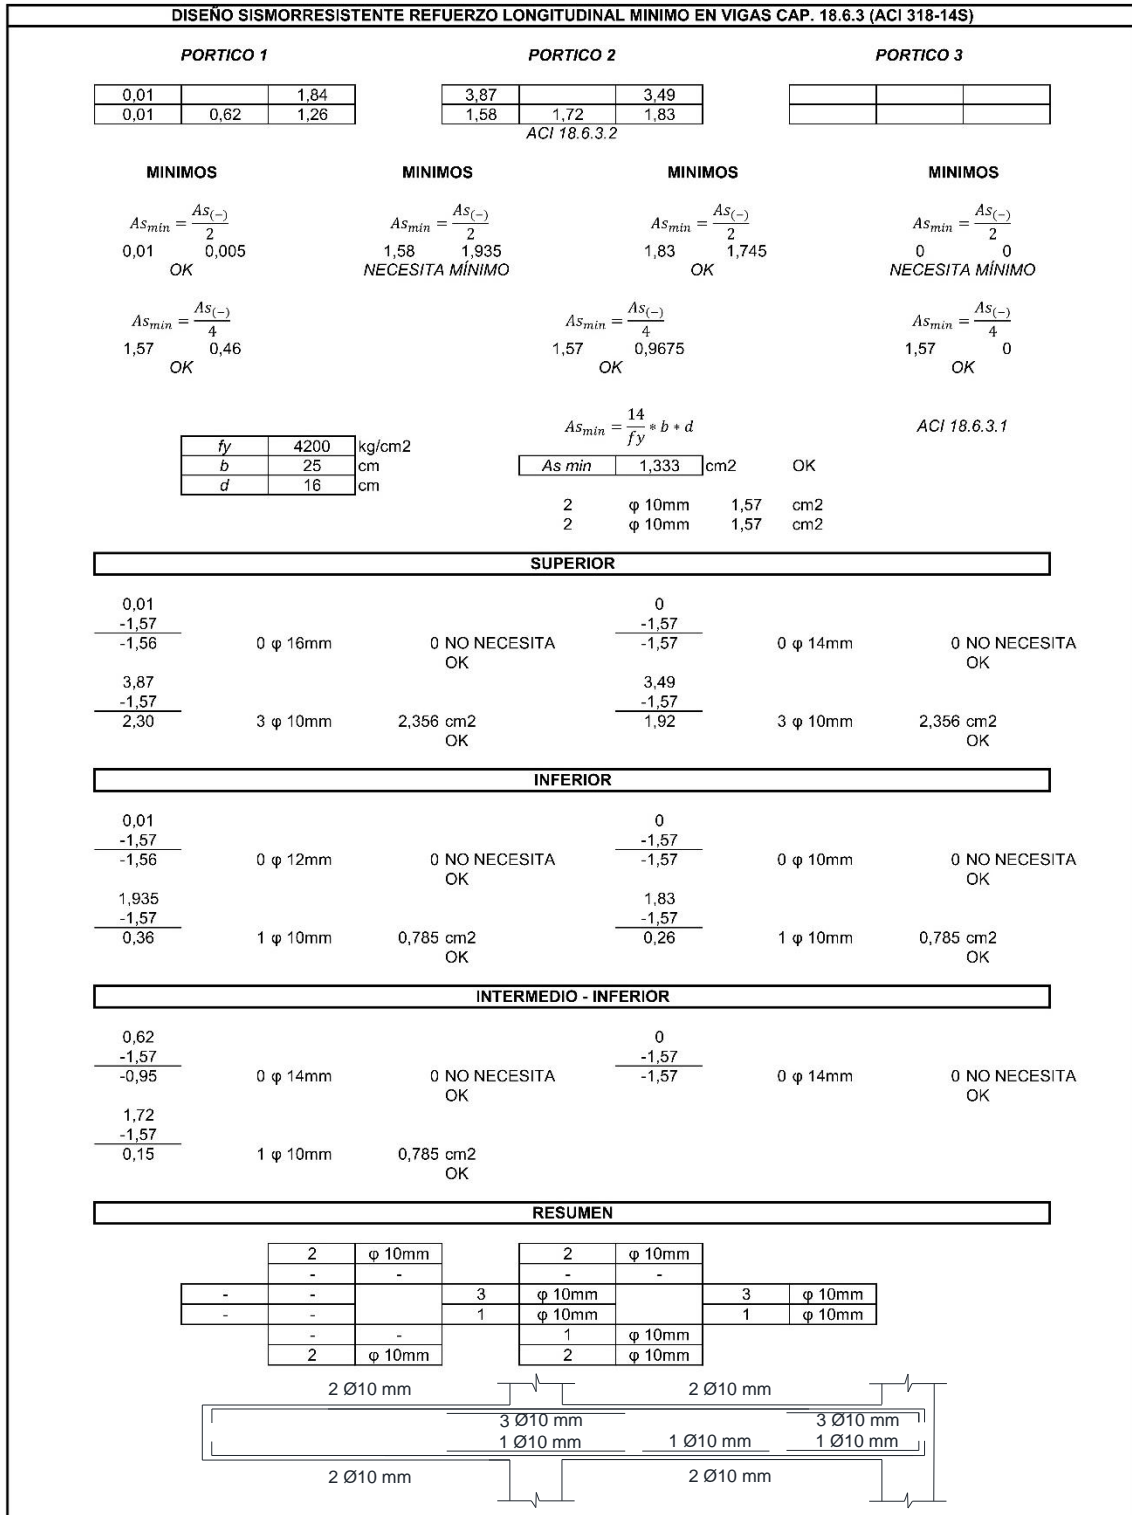 DISEÑO SISMORRESISTENTE REFUERZO LONGITUDINAL MINIMO EN VIGAS CAP. 18.6.3 (ACI 318-14S)
PORTICO 1 PORTICO 2 PORTICO 3
0,01 1,84 3,87 3,49
0,01 0,62 1,26 1,58 1,72 1,83
ACI 18.6.3.2
MINIMOS MINIMOS MINIMOS MINIMOS
As_min = As(-)/2 As_min = As(-)/2 As_min = As(-)/2 As_min = As(-)/2
0,01 0,005 1,58 1,935 1,83 1,745 0 0
OK NECESITA MÍNIMO OK NECESITA MÍNIMO
As_min = As(-)/4 As_min = As(-)/4 As_min = As(-)/4
1,57 0,46 1,57 0,9675 1,57 0
OK OK OK
As_min = 14/fy * b * d ACI 18.6.3.1
fy 4200 kg/cm2
b 25 cm As min 1,333 cm2 OK
d 16 cm
2 φ 10mm 1,57 cm2
2 φ 10mm 1,57 cm2
SUPERIOR
0,01 0
-1,57 -1,57
-1,56 0 φ 16mm 0 NO NECESITA -1,57 0 φ 14mm 0 NO NECESITA
OK OK
3,87 3,49
-1,57 -1,57
2,30 3 φ 10mm 2,356 cm2 1,92 3 φ 10mm 2,356 cm2
OK OK
INFERIOR
0,01 0
-1,57 -1,57
-1,56 0 φ 12mm 0 NO NECESITA -1,57 0 φ 10mm 0 NO NECESITA
OK OK
1,935 1,83
-1,57 -1,57
0,36 1 φ 10mm 0,785 cm2 0,26 1 φ 10mm 0,785 cm2
OK OK
INTERMEDIO - INFERIOR
0,62 0
-1,57 -1,57
-0,95 0 φ 14mm 0 NO NECESITA -1,57 0 φ 14mm 0 NO NECESITA
OK OK
1,72
-1,57
0,15 1 φ 10mm 0,785 cm2
OK
RESUMEN
2 φ 10mm 2 φ 10mm
- - - -
- - 3 φ 10mm 3 φ 10mm
- - 1 φ 10mm 1 φ 10mm
- - 1 φ 10mm
2 φ 10mm 2 φ 10mm
2 Ø10 mm 2 Ø10 mm
3 Ø10 mm 3 Ø10 mm
1 Ø10 mm 1 Ø10 mm 1 Ø10 mm
2 Ø10 mm 2 Ø10 mm